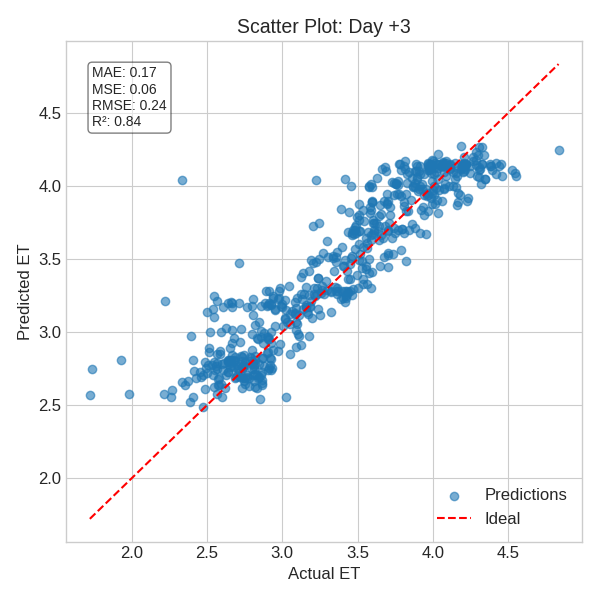 Scatter Plot: Day +3
MAE: 0.17
MSE: 0.06
RMSE: 0.24
R²: 0.84
4.5
4.0
3.5
3.0
2.5
2.0
Predicted ET
Predictions
Ideal
2.0 2.5 3.0 3.5 4.0 4.5
Actual ET